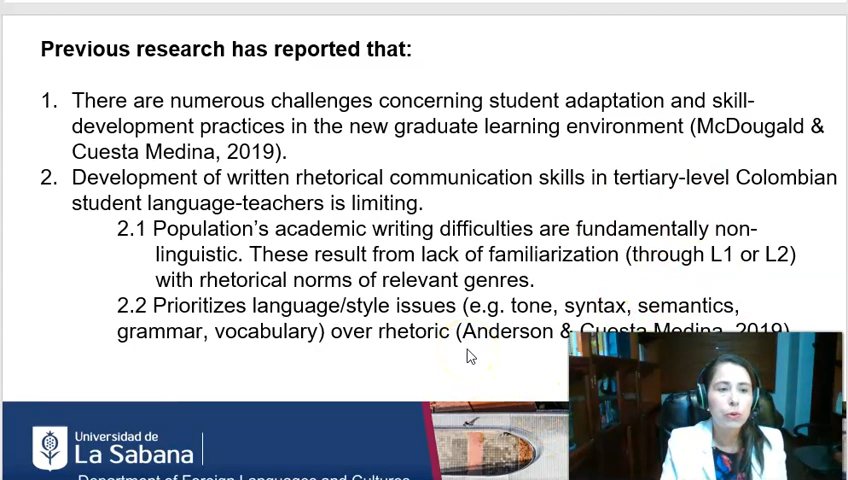 Previous research has reported that:
1. There are numerous challenges concerning student adaptation and skill-
development practices in the new graduate learning environment (McDougald &
Cuesta Medina, 2019).
2. Development of written rhetorical communication skills in tertiary-level Colombian
student language-teachers is limiting.
2.1 Population's academic writing difficulties are fundamentally non-
linguistic. These result from lack of familiarization (through L1 or L2)
with rhetorical norms of relevant genres.
2.2 Prioritizes language/style issues (e.g. tone, syntax, semantics,
grammar, vocabulary) over rhetoric (Anderson & Cuesta Medina, 2019)
Universidad de
La Sabana
Department of Foreign Languages and Cultures